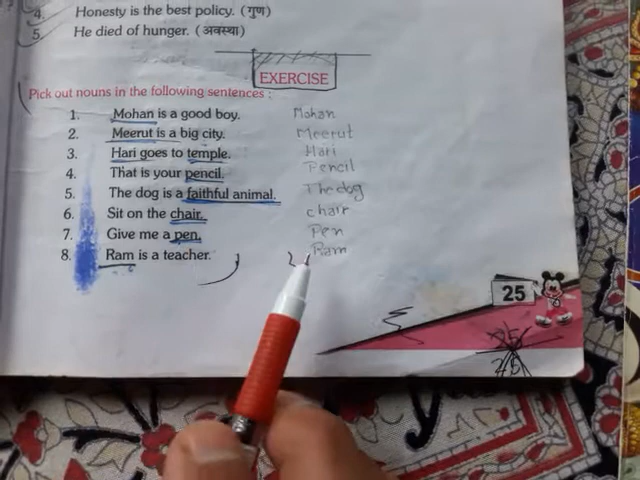 4. Honesty is the best policy. (गुण)
5. He died of hunger. (अवस्था)
EXERCISE
Pick out nouns in the following sentences :
1. Mohan is a good boy. Mohan
2. Meerut is a big city. Meerut
3. Hari goes to temple. Hari
4. That is your pencil. Pencil
5. The dog is a faithful animal. The dog
6. Sit on the chair. chair
7. Give me a pen. Pen
8. Ram is a teacher. Ram
25